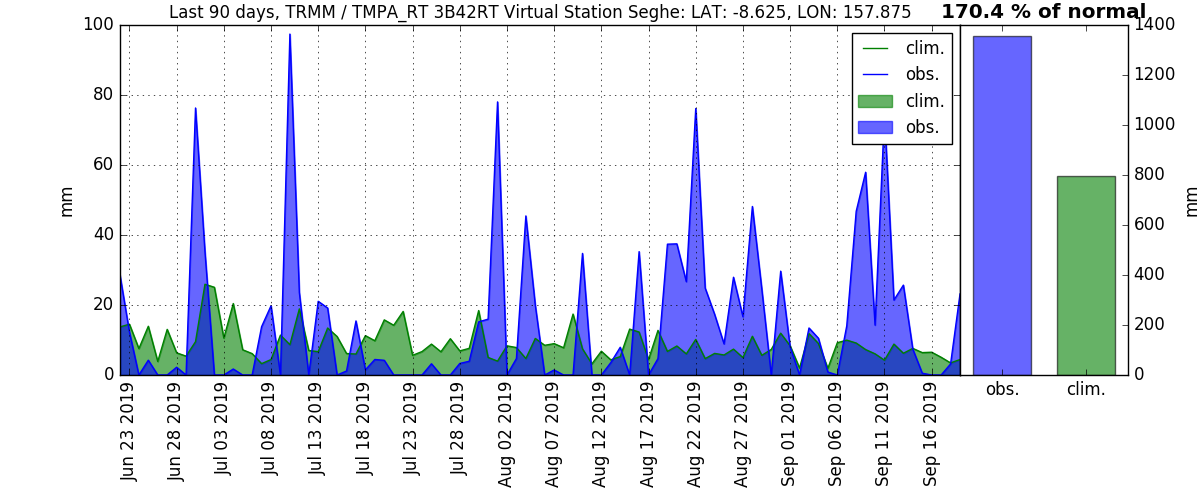 Last 90 days, TRMM / TMPA_RT 3B42RT Virtual Station Seghe: LAT: -8.625, LON: 157.875
170.4 % of normal
100
80
60
40
20
0
mm
clim.
obs.
clim.
obs.
Jun 23 2019
Jun 28 2019
Jul 03 2019
Jul 08 2019
Jul 13 2019
Jul 18 2019
Jul 23 2019
Jul 28 2019
Aug 02 2019
Aug 07 2019
Aug 12 2019
Aug 17 2019
Aug 22 2019
Aug 27 2019
Sep 01 2019
Sep 06 2019
Sep 11 2019
Sep 16 2019
1400
1200
1000
800
600
400
200
0
mm
obs.
clim.